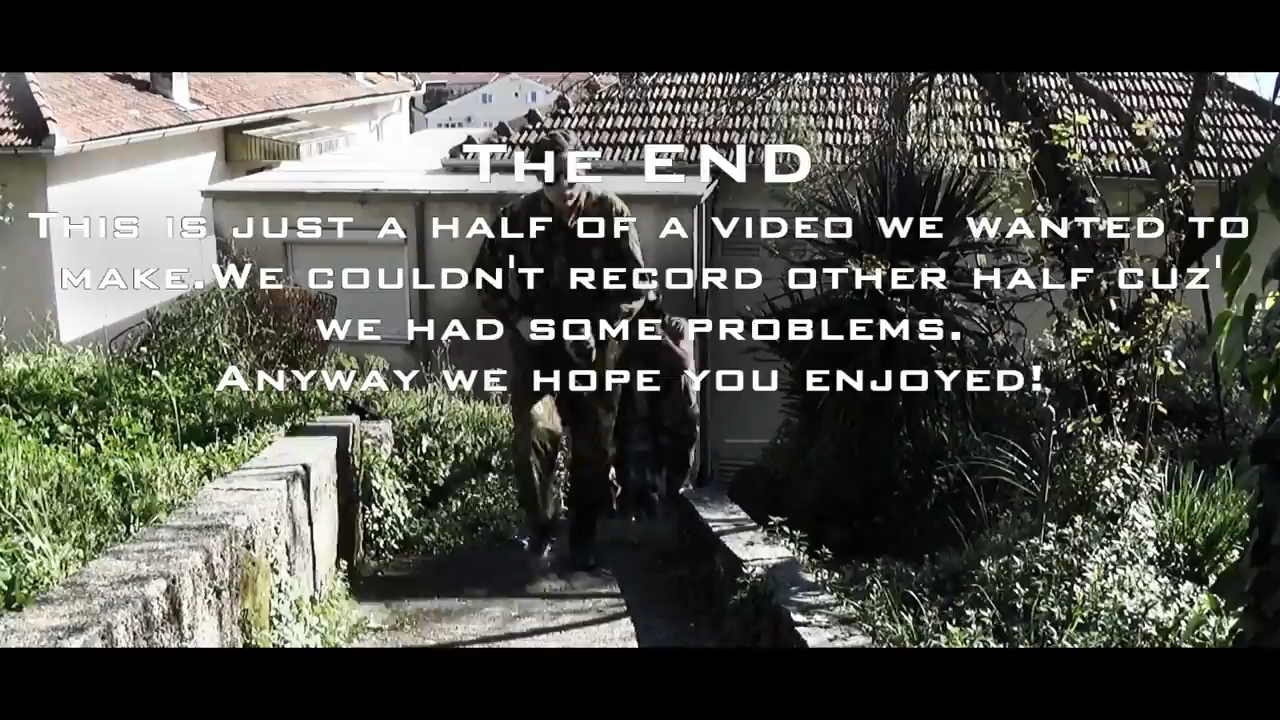 The END
This is just a half of a video we wanted to
make.We couldn't record other half cuz'
we had some problems.
Anyway we hope you enjoyed!